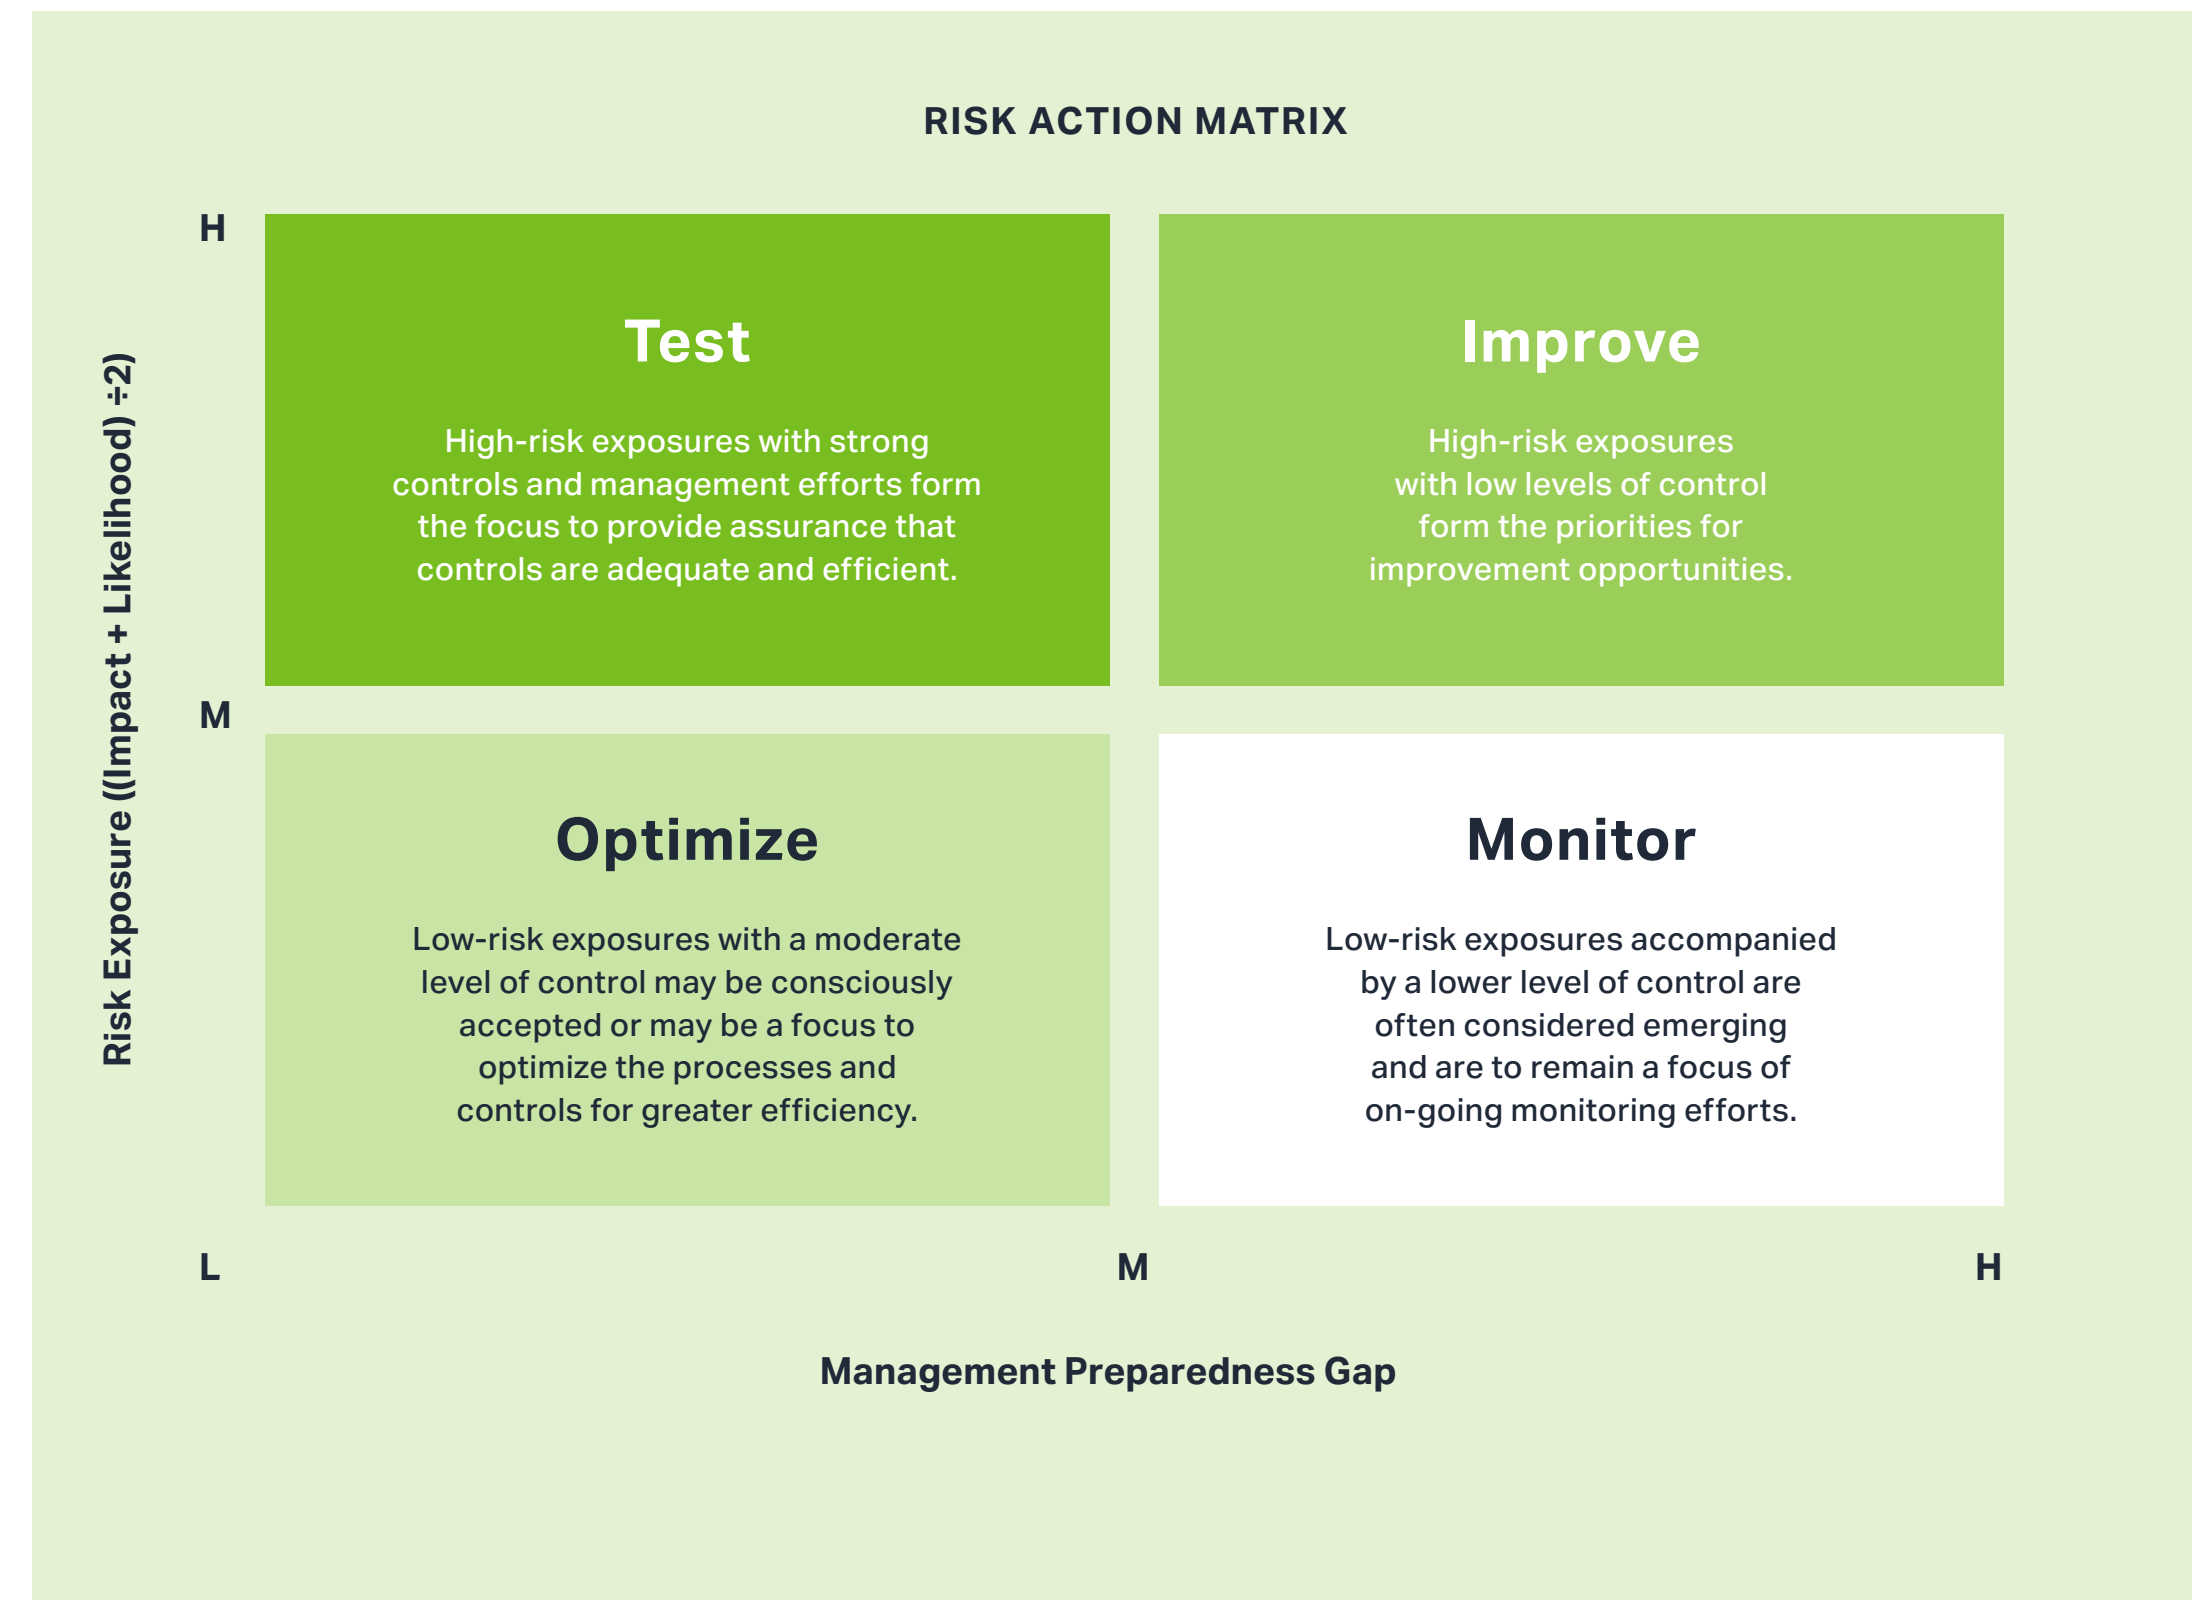 RISK ACTION MATRIX
H
Test
High-risk exposures with strong
controls and management efforts form
the focus to provide assurance that
controls are adequate and efficient.
Improve
High-risk exposures
with low levels of control
form the priorities for
improvement opportunities.
Risk Exposure ((Impact + Likelihood) ÷2)
M
Optimize
Low-risk exposures with a moderate
level of control may be consciously
accepted or may be a focus to
optimize the processes and
controls for greater efficiency.
Monitor
Low-risk exposures accompanied
by a lower level of control are
often considered emerging
and are to remain a focus of
on-going monitoring efforts.
L
M
H
Management Preparedness Gap